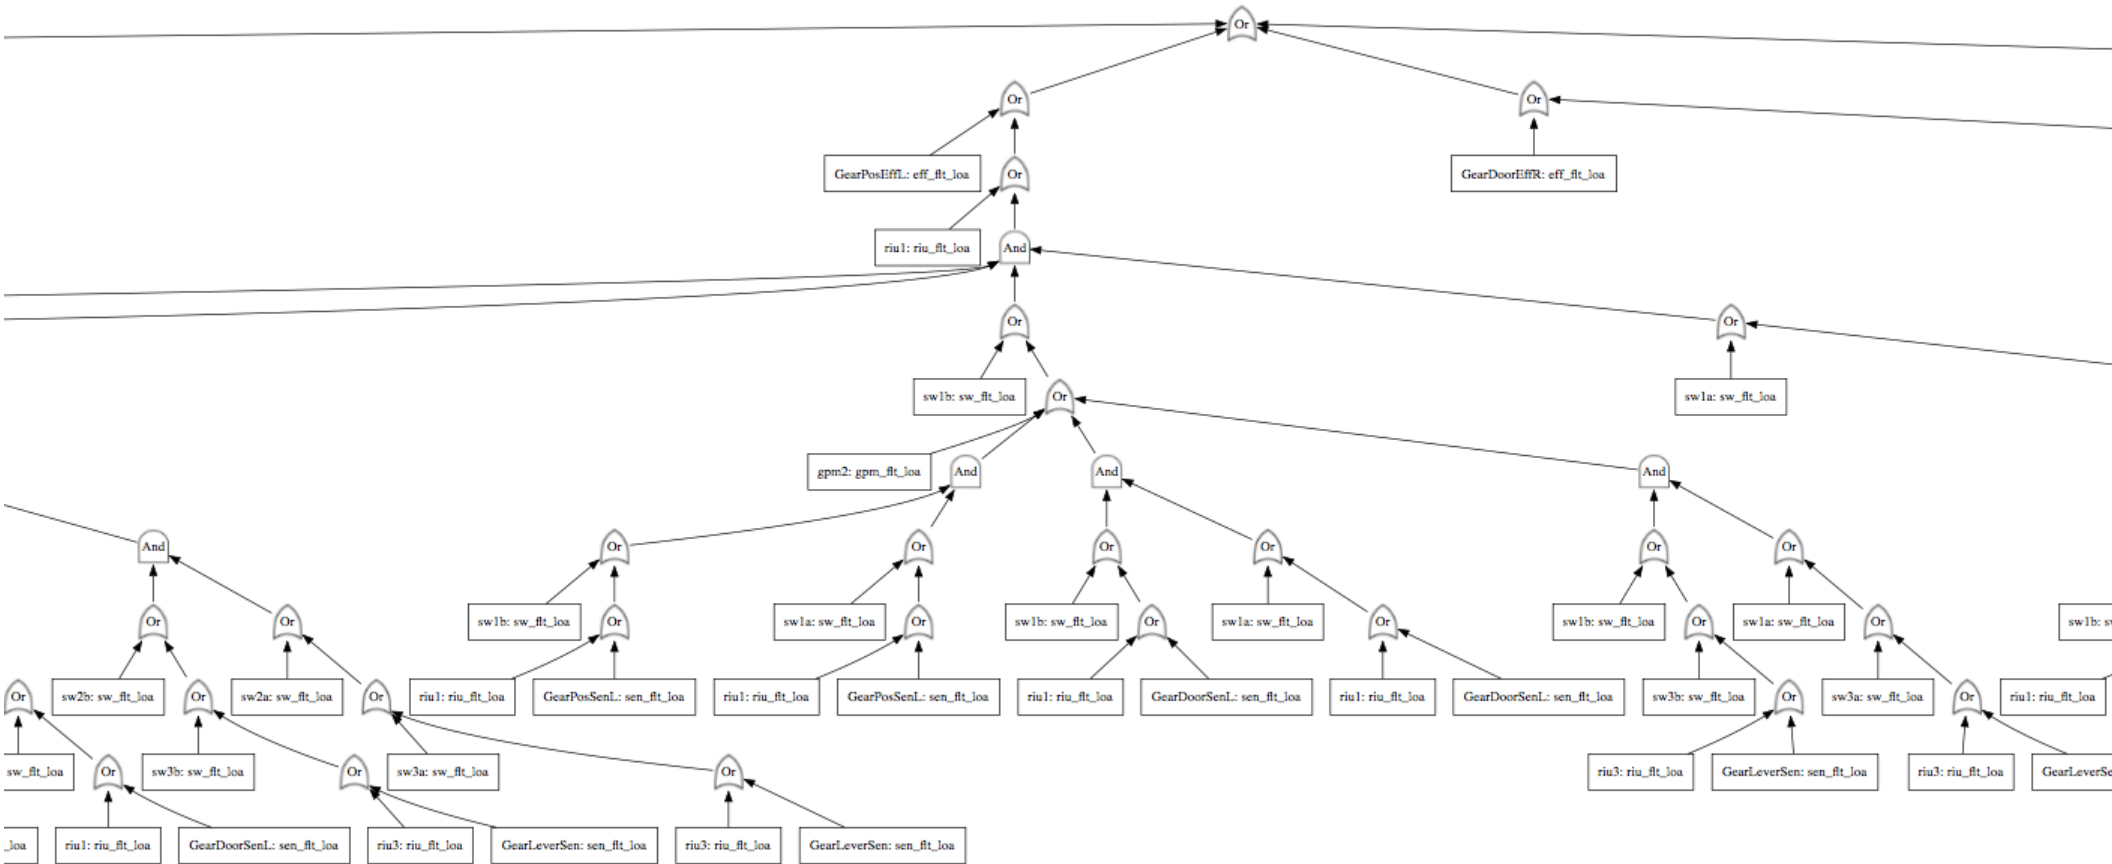 Or
Or
Or
GearPosEffL: eff_flt_loa
Or
GearDoorEffR: eff_flt_loa
riu1: riu_flt_loa
And
Or
Or
sw1b: sw_flt_loa
Or
sw1a: sw_flt_loa
gpm2: gpm_flt_loa
And
And
And
And
Or
Or
Or
Or
Or
Or
Or
Or
sw1b: sw_flt_loa
Or
sw1a: sw_flt_loa
Or
sw1b: sw_flt_loa
Or
sw1a: sw_flt_loa
Or
sw1b: sw_flt_loa
Or
sw1a: sw_flt_loa
Or
sw1b: sw
Or
sw2b: sw_flt_loa
Or
sw2a: sw_flt_loa
Or
riu1: riu_flt_loa
GearPosSenL: sen_flt_loa
riu1: riu_flt_loa
GearPosSenL: sen_flt_loa
riu1: riu_flt_loa
GearDoorSenL: sen_flt_loa
riu1: riu_flt_loa
GearDoorSenL: sen_flt_loa
sw3b: sw_flt_loa
Or
sw3a: sw_flt_loa
Or
riu1: riu_flt_loa
sw_flt_loa
Or
sw3b: sw_flt_loa
Or
sw3a: sw_flt_loa
Or
riu3: riu_flt_loa
GearLeverSen: sen_flt_loa
riu3: riu_flt_loa
GearLeverSe
_loa
riu1: riu_flt_loa
GearDoorSenL: sen_flt_loa
riu3: riu_flt_loa
GearLeverSen: sen_flt_loa
riu3: riu_flt_loa
GearLeverSen: sen_flt_loa